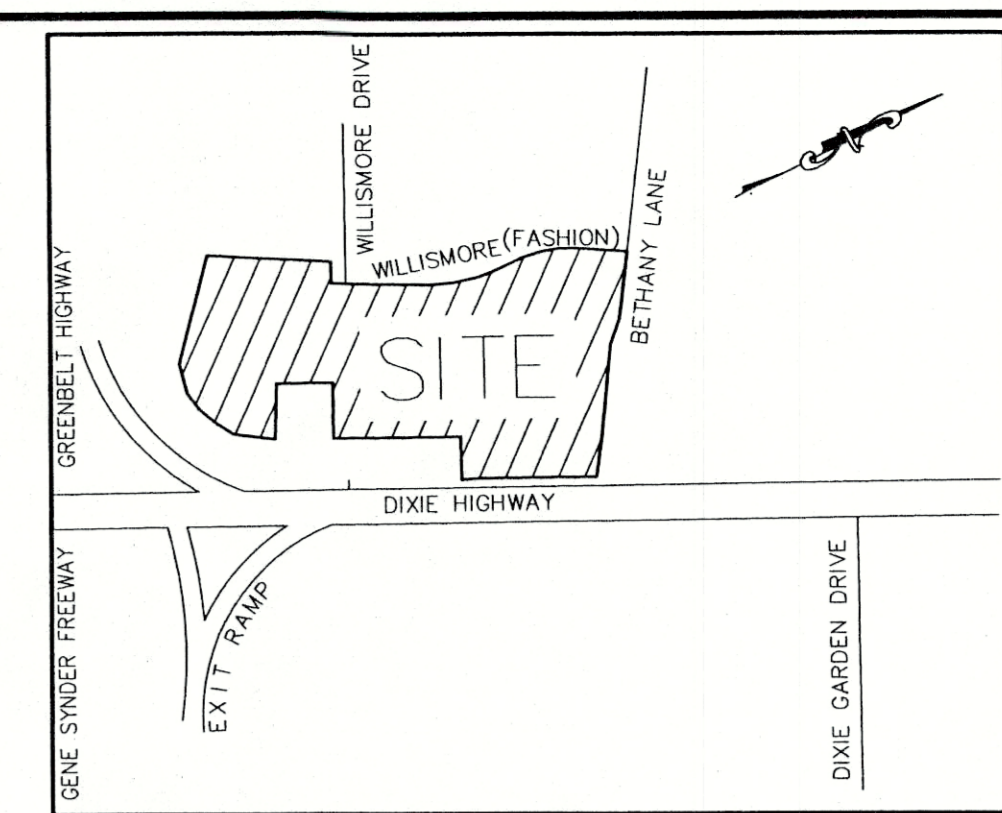 WILLISMORE DRIVE
BETHANY LANE
WILLISMORE (FASHION)
GREENBELT HIGHWAY
SITE
DIXIE HIGHWAY
GENE SYNDER FREEWAY
EXIT RAMP
DIXIE GARDEN DRIVE